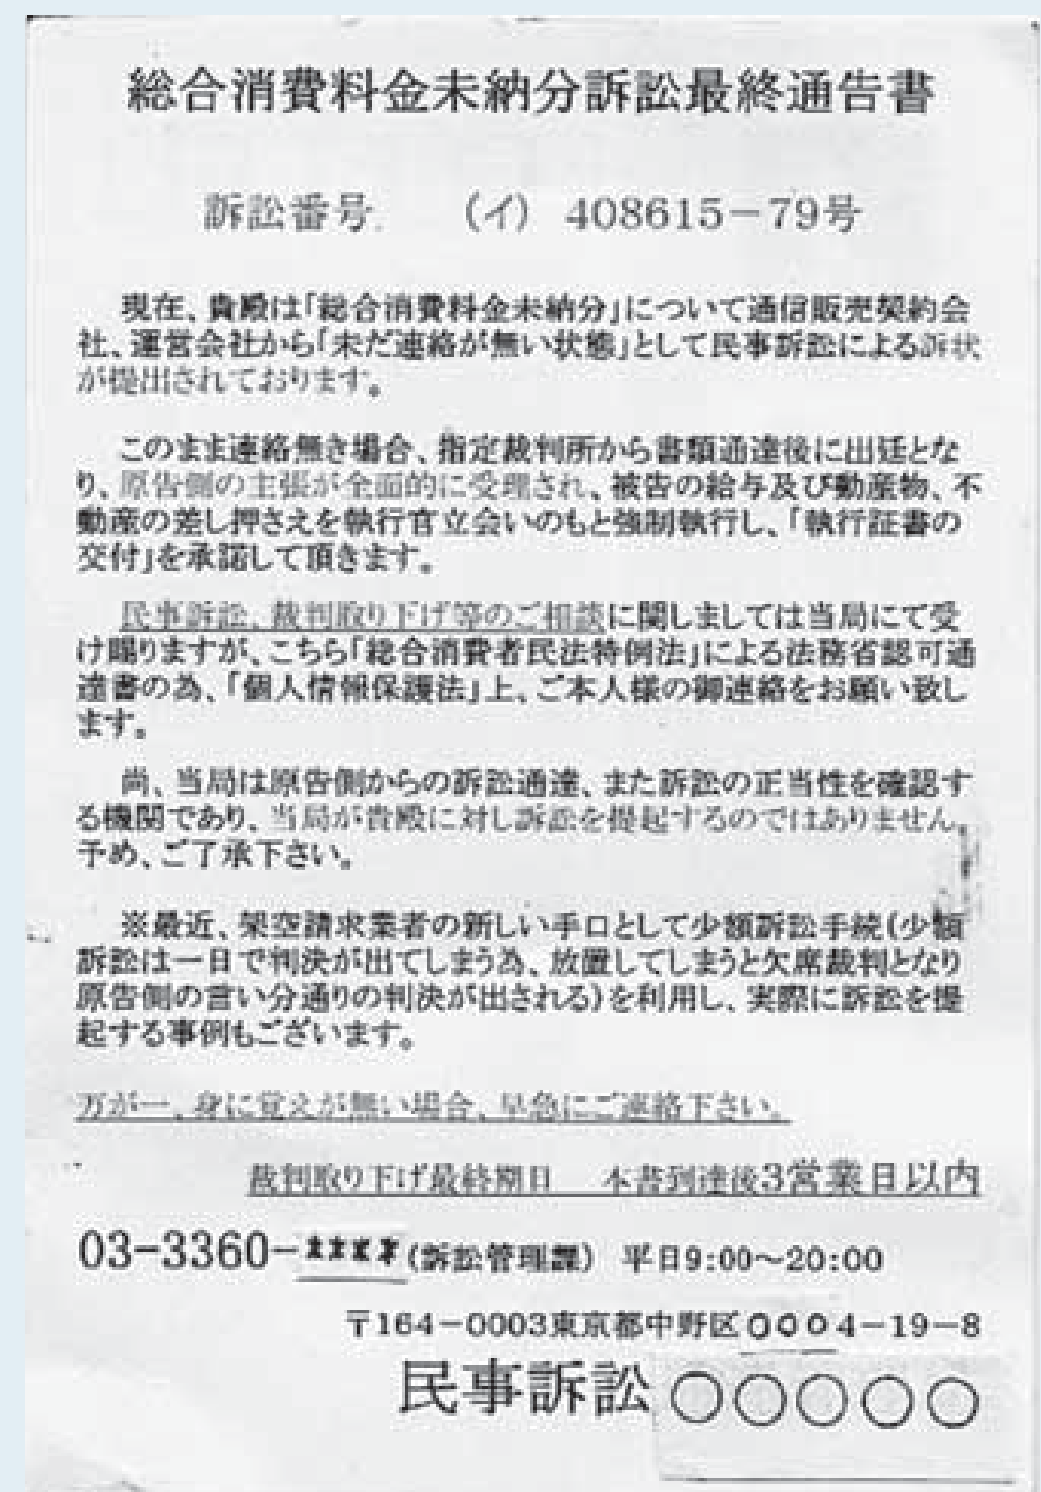 総合消費料金未納分訴訟最終通告書
訴訟番号 (イ) 408615-79号
現在、貴殿は「総合消費料金未納分」について通信販売契約会
社、運営会社から「未だ連絡が無い状態」として民事訴訟による訴状
が提出されております。
このまま連絡無き場合、指定裁判所から書類通達後に出廷とな
り、原告側の主張が全面的に受理され、被告の給与及び動産物、不
動産の差し押さえを執行官立会いのもと強制執行し、「執行証書の
交付」を承諾して頂きます。
民事訴訟、裁判取り下げ等のご相談に関しましては当局にて受
け賜りますが、こちら「総合消費者民法特例法」による法務省認可通
達書の為、「個人情報保護法」上、ご本人様の御連絡をお願い致し
ます。
尚、当局は原告側からの訴訟通達、また訴訟の正当性を確認す
る機関であり、当局が貴殿に対し訴訟を提起するのではありません。
予め、ご了承下さい。
※最近、架空請求業者の新しい手口として少額訴訟手続(少額
訴訟は一日で判決が出てしまう為、放置してしまうと欠席裁判となり
原告側の言い分通りの判決が出される)を利用し、実際に訴訟を提
起する事例もございます。
万が一、身に覚えが無い場合、早急にご連絡下さい。
裁判取り下げ最終期日 本書到達後3営業日以内
03-3360-****(訴訟管理課) 平日9:00～20:00
〒164-0003東京都中野区〇〇〇4-19-8
民事訴訟〇〇〇〇〇